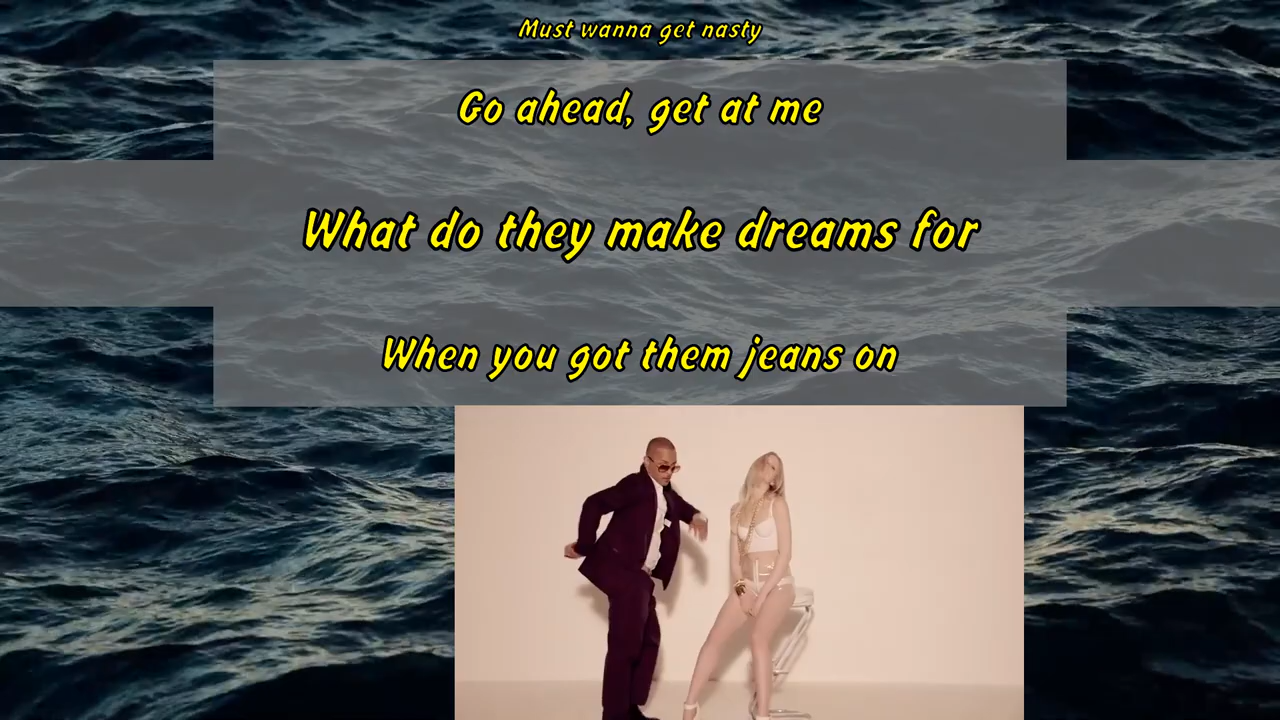 Must wanna get nasty
Go ahead, get at me
What do they make dreams for
When you got them jeans on